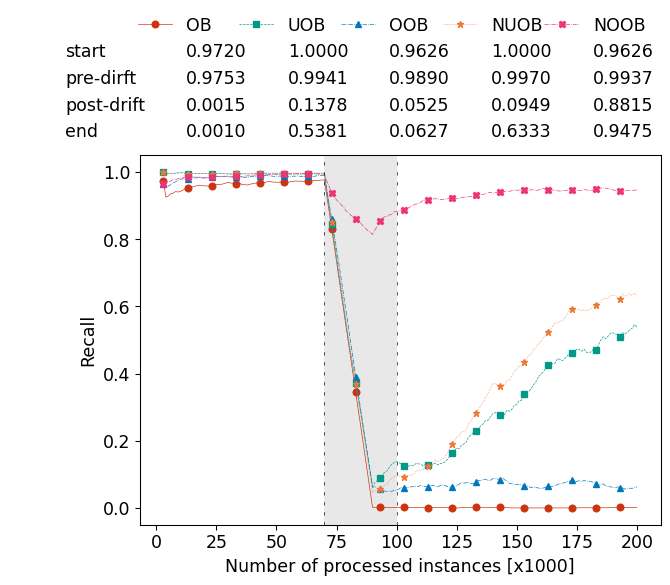 OB UOB OOB NUOB NOOB
start 0.9720 1.0000 0.9626 1.0000 0.9626
pre-dirft 0.9753 0.9941 0.9890 0.9970 0.9937
post-drift 0.0015 0.1378 0.0525 0.0949 0.8815
end 0.0010 0.5381 0.0627 0.6333 0.9475
1.0
0.8
0.6
0.4
0.2
0.0
Recall
0 25 50 75 100 125 150 175 200
Number of processed instances [x1000]